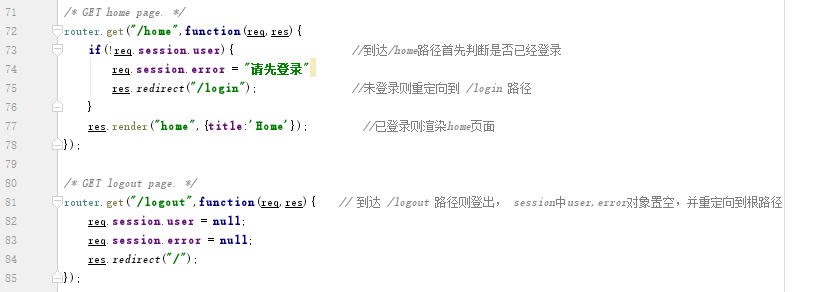 71 /* GET home page. */
72 router.get("/home",function(req,res) {
73 if(!req.session.user) { //到达/home路径首先判断是否已经登录
74 req.session.error = "请先登录"
75 res.redirect("/login"); //未登录则重定向到 /login 路径
76 }
77 res.render("home",{title:'Home'}); //已登录则渲染home页面
78 });
79
80 /* GET logout page. */
81 router.get("/logout",function(req,res) { // 到达 /logout 路径则登出， session中user,error对象置空，并重定向到根路径
82 req.session.user = null;
83 req.session.error = null;
84 res.redirect("/");
85 });